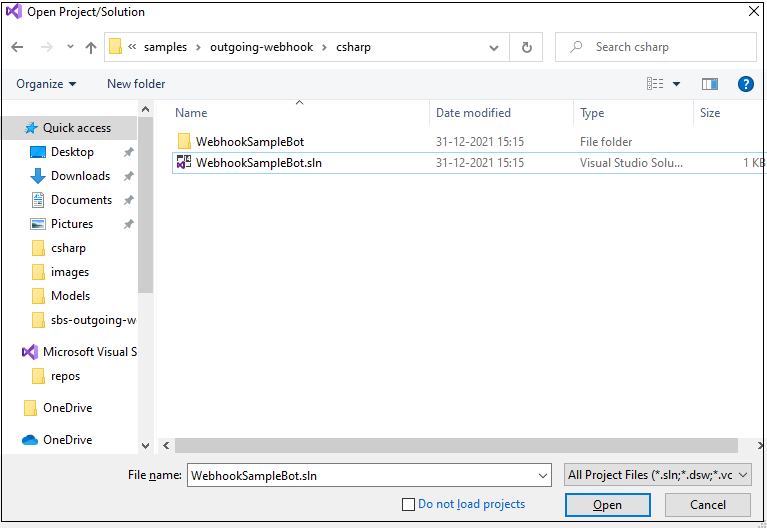 Open Project/Solution
« samples › outgoing-webhook › csharp
Search csharp
Organize
New folder
?
Name
Date modified
Type
Size
Quick access
Desktop
Downloads
Documents
Pictures
csharp
images
Models
sbs-outgoing-w
Microsoft Visual S
repos
OneDrive
OneDrive
WebhookSampleBot
31-12-2021 15:15
File folder
WebhookSampleBot.sln
31-12-2021 15:15
Visual Studio Solu...
1 KB
File name:
WebhookSampleBot.sln
All Project Files (*.sln;*.dsw;*.vc
Do not load projects
Open
Cancel